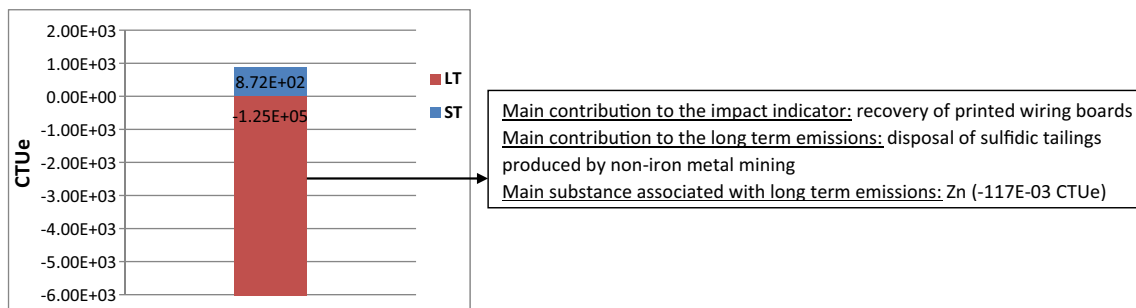 2.00E+03
1.00E+03
0.00E+00
-1.00E+03
-2.00E+03
-3.00E+03
-4.00E+03
-5.00E+03
-6.00E+03
CTUe
8.72E+02
-1.25E+05
LT
ST
Main contribution to the impact indicator: recovery of printed wiring boards
Main contribution to the long term emissions: disposal of sulfidic tailings
produced by non-iron metal mining
Main substance associated with long term emissions: Zn (-117E-03 CTUe)